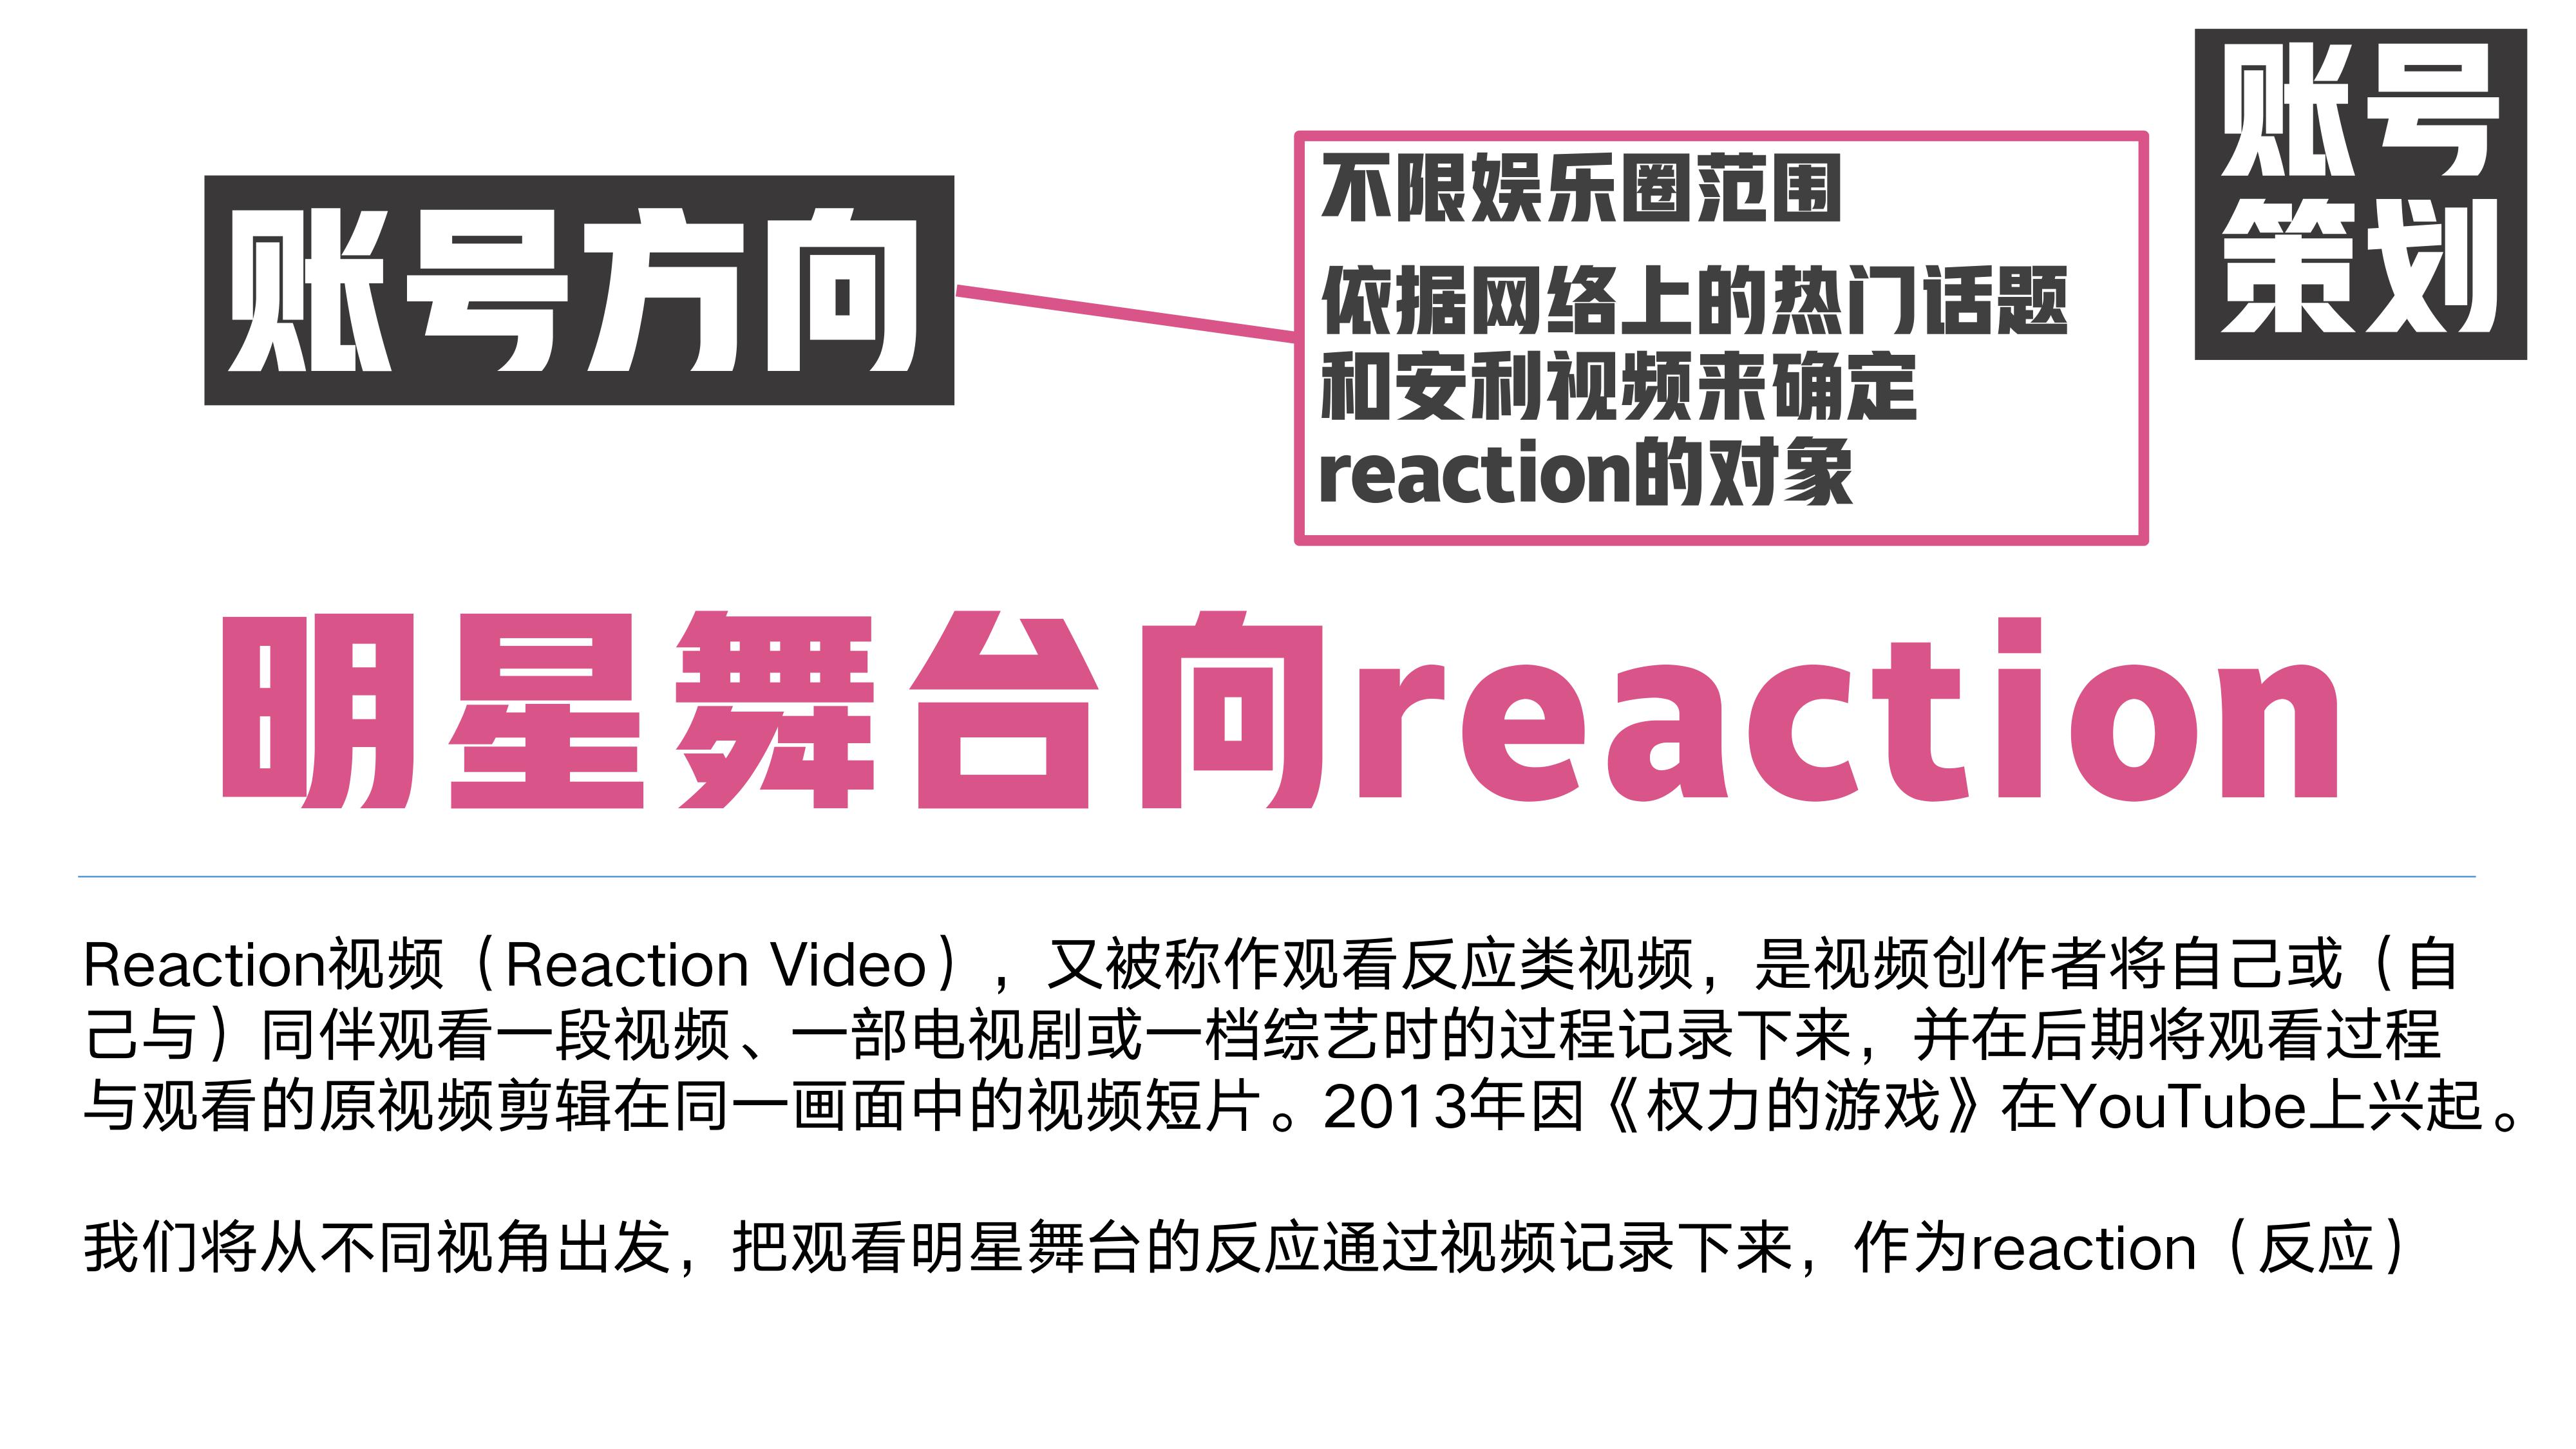 账号
策划
账号方向
不限娱乐圈范围
依据网络上的热门话题
和安利视频来确定
reaction的对象
明星舞台向reaction
Reaction视频（Reaction Video），又被称作观看反应类视频，是视频创作者将自己或（自
己与）同伴观看一段视频、一部电视剧或一档综艺时的过程记录下来，并在后期将观看过程
与观看的原视频剪辑在同一画面中的视频短片。2013年因《权力的游戏》在YouTube上兴起。
我们将从不同视角出发，把观看明星舞台的反应通过视频记录下来，作为reaction（反应）